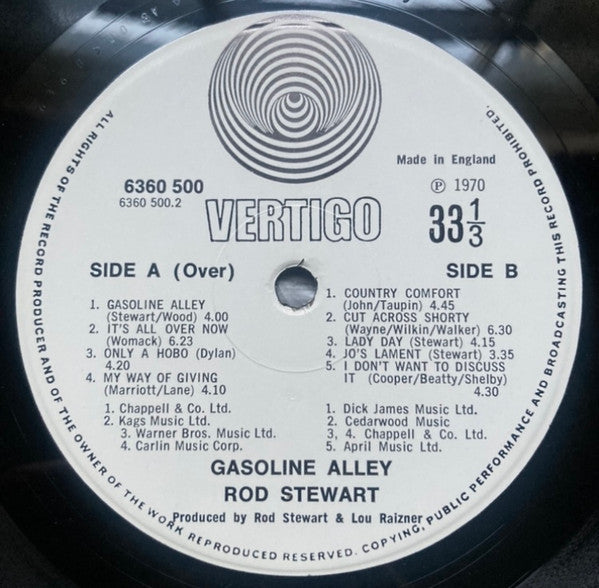 Made in England
6360 500
6360 500.2
VERTIGO
Ⓟ 1970
33 1/3
SIDE A (Over)
1. GASOLINE ALLEY
(Stewart/Wood) 4.00
2. IT'S ALL OVER NOW
(Womack) 6.23
3. ONLY A HOBO (Dylan)
4.20
4. MY WAY OF GIVING
(Marriott/Lane) 4.10
1. Chappell & Co. Ltd.
2. Kags Music Ltd.
3. Warner Bros. Music Ltd.
4. Carlin Music Corp.
SIDE B
1. COUNTRY COMFORT
(John/Taupin) 4.45
2. CUT ACROSS SHORTY
(Wayne/Wilkin/Walker) 6.30
3. LADY DAY (Stewart) 4.15
4. JO'S LAMENT (Stewart) 3.35
5. I DON'T WANT TO DISCUSS
IT (Cooper/Beatty/Shelby)
4.30
1. Dick James Music Ltd.
2. Cedarwood Music
3, 4. Chappell & Co. Ltd.
5. April Music Ltd.
GASOLINE ALLEY
ROD STEWART
Produced by Rod Stewart & Lou Raizner
ALL RIGHTS OF THE RECORD PRODUCER AND OF THE OWNER OF THE WORK REPRODUCED RESERVED. COPYING, PUBLIC PERFORMANCE AND BROADCASTING THIS RECORD PROHIBITED.